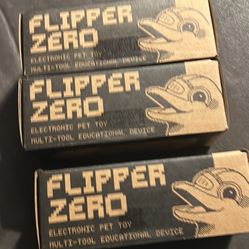 FLIPPER
ZERO
ELECTRONIC PET TOY
MULTI-TOOL EDUCATIONAL DEVICE
FLIPPER
ZERO
ELECTRONIC PET TOY
MULTI-TOOL EDUCATIONAL DEVICE
FLIPPER
ZERO
ELECTRONIC PET TOY
MULTI-TOOL EDUCATIONAL DEVICE